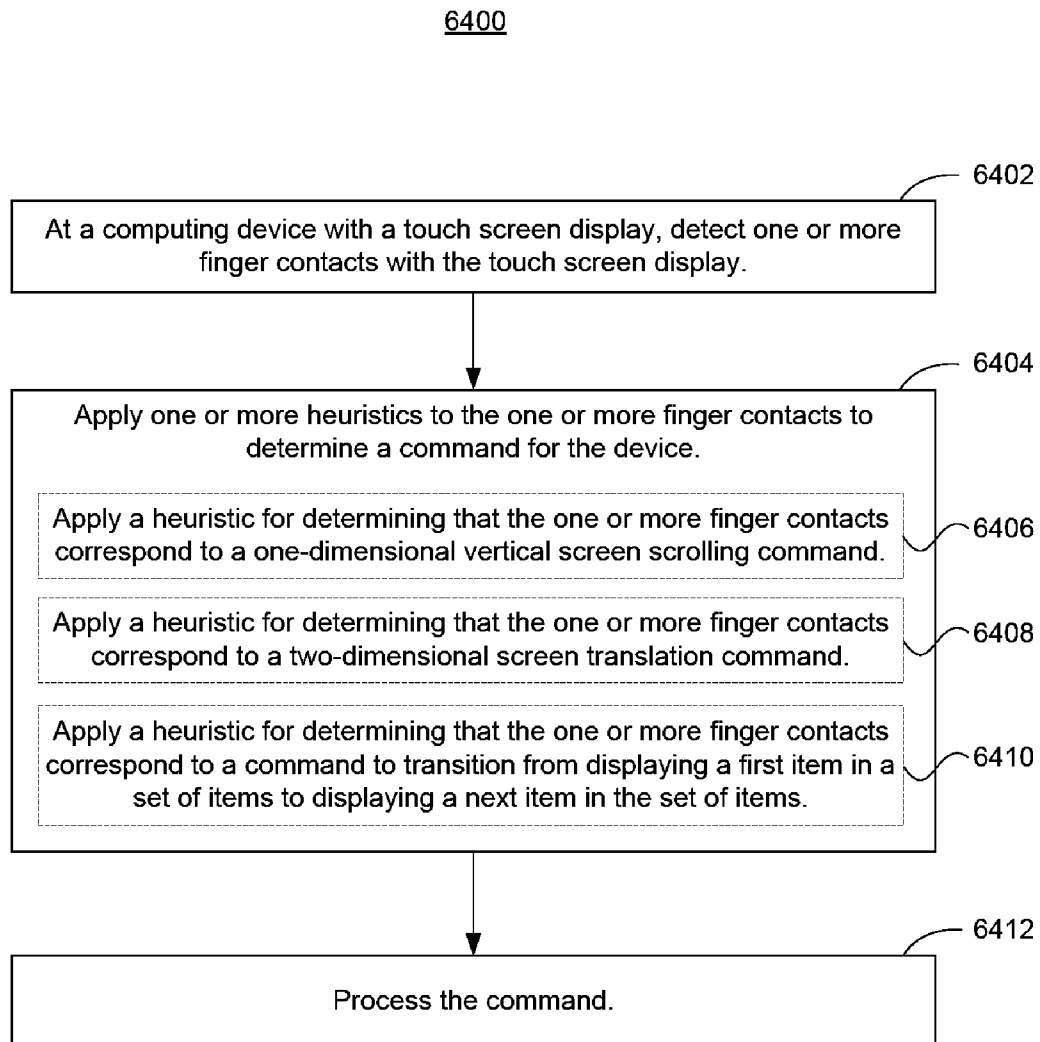 6400
6402
At a computing device with a touch screen display, detect one or more
finger contacts with the touch screen display.
6404
Apply one or more heuristics to the one or more finger contacts to
determine a command for the device.
Apply a heuristic for determining that the one or more finger contacts
correspond to a one-dimensional vertical screen scrolling command.
6406
Apply a heuristic for determining that the one or more finger contacts
correspond to a two-dimensional screen translation command.
6408
Apply a heuristic for determining that the one or more finger contacts
correspond to a command to transition from displaying a first item in a
set of items to displaying a next item in the set of items.
6410
6412
Process the command.